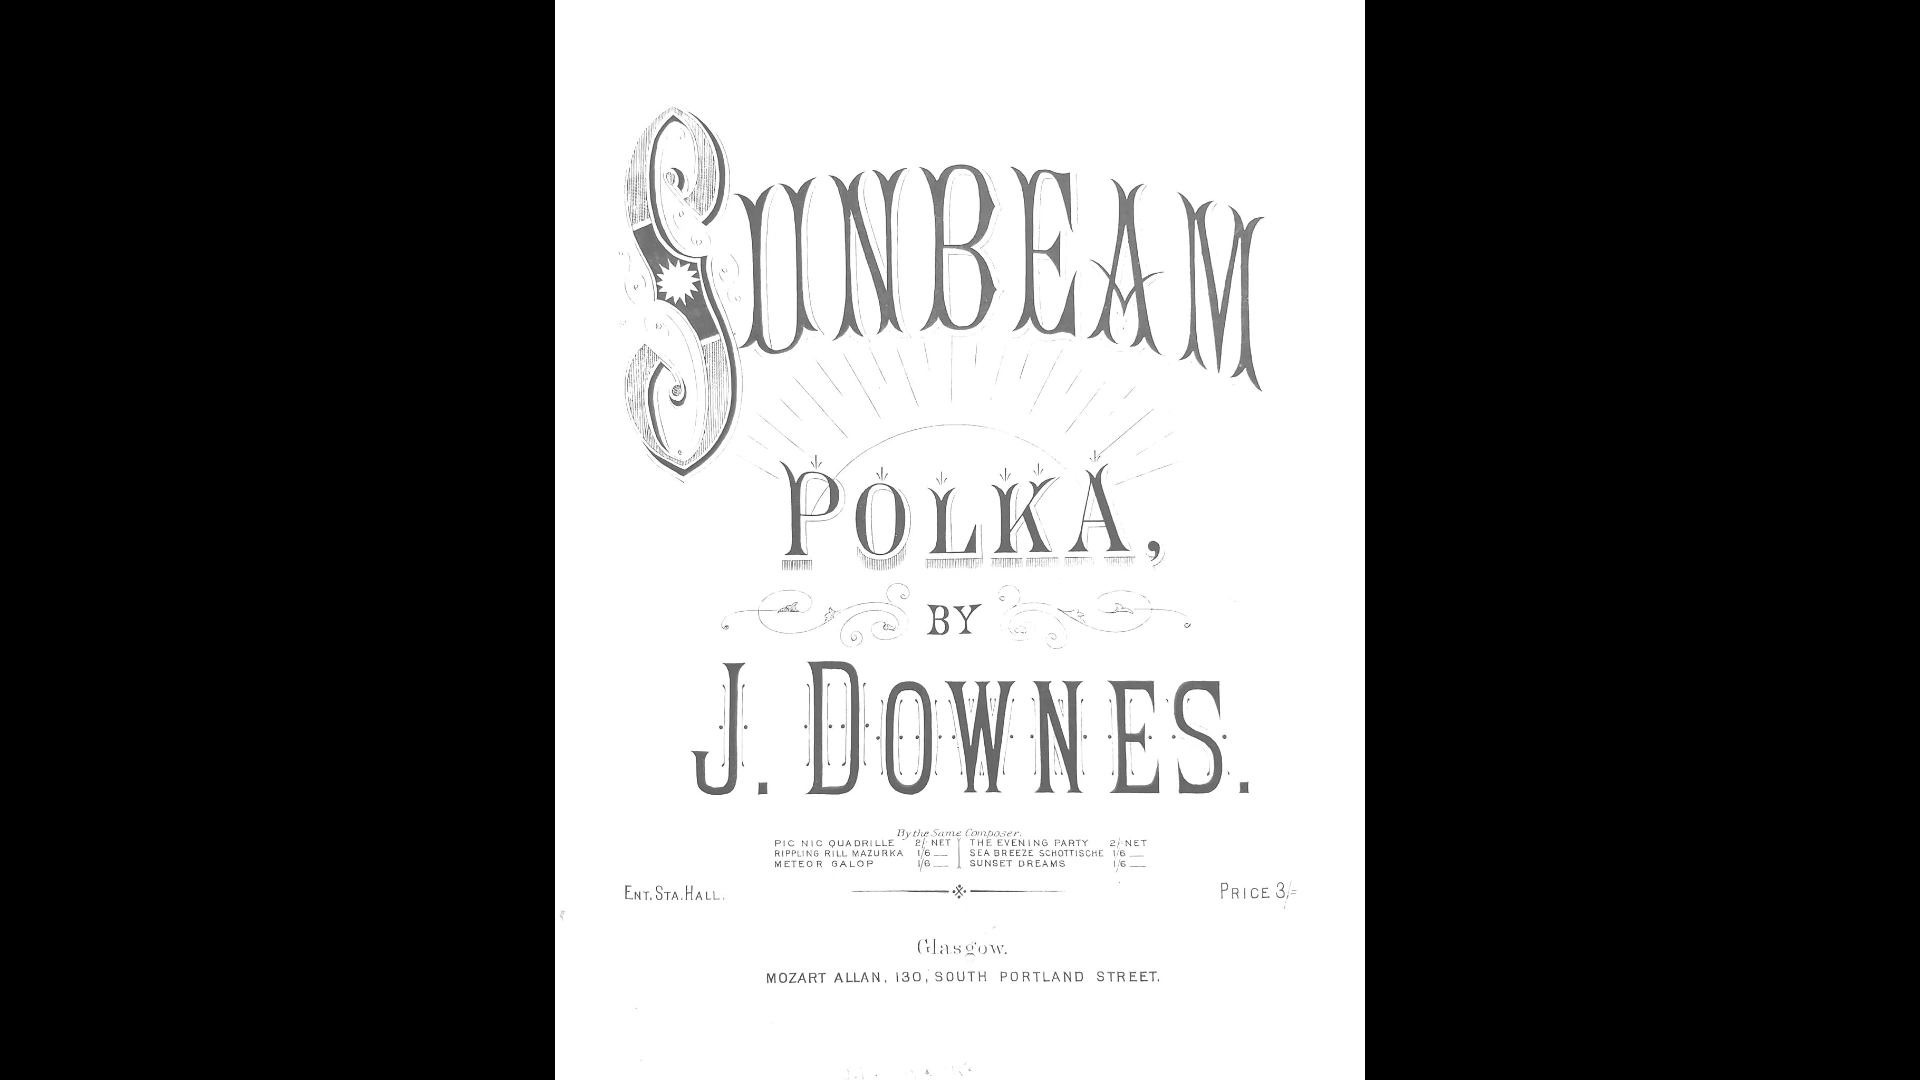 SUNBEAM
POLKA,
BY
J. DOWNES.
By the Same Composer.
PIC NIC QUADRILLE 2/- NET | THE EVENING PARTY 2/- NET
RIPPLING RILL MAZURKA 1/6 — | SEA BREEZE SCHOTTISCHE 1/6 —
METEOR GALOP 1/6 — | SUNSET DREAMS 1/6 —
ENT. STA. HALL. PRICE 3/=
Glasgow.
MOZART ALLAN, 130, SOUTH PORTLAND STREET.